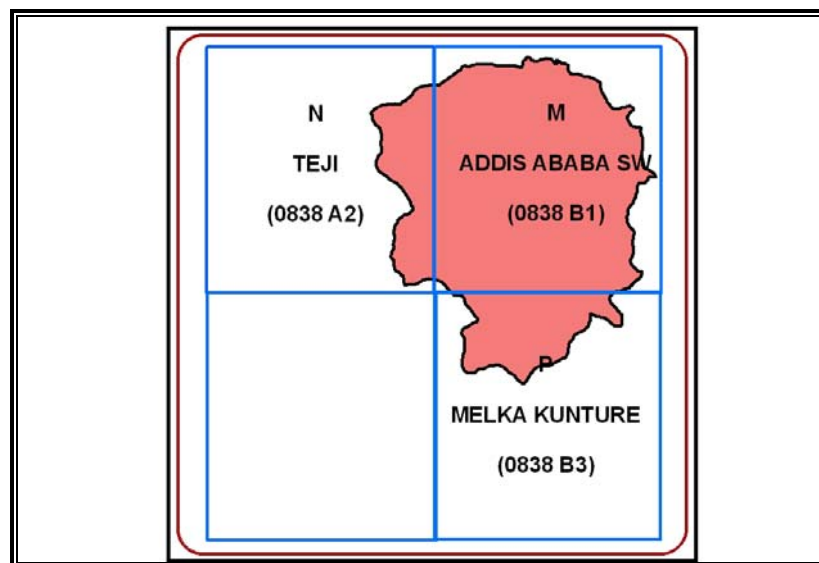 N
TEJI
(0838 A2)
M
ADDIS ABABA SW
(0838 B1)
P
MELKA KUNTURE
(0838 B3)